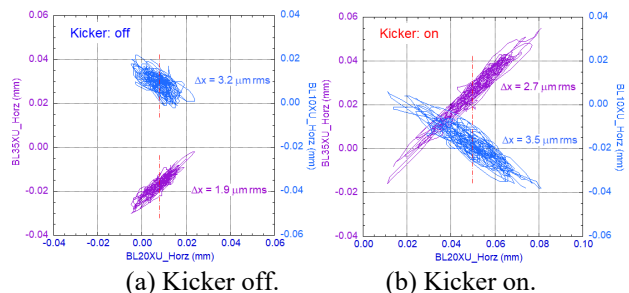 Kicker: off
Δx = 3.2 μm rms
Δx = 1.9 μm rms
BL35XU_Horz (mm)
0.06
0.04
0.02
0.00
-0.02
-0.04
BL10XU_Horz (mm)
0.04
0.02
0.00
-0.02
-0.04
-0.06
-0.04 -0.02 0.00 0.02 0.04 0.06
BL20XU_Horz (mm)
(a) Kicker off.
Kicker: on
Δx = 2.7 μm rms
Δx = 3.5 μm rms
BL35XU_Horz (mm)
0.06
0.04
0.02
0.00
-0.02
-0.04
BL10XU_Horz (mm)
0.04
0.02
0.00
-0.02
-0.04
-0.06
0.00 0.02 0.04 0.06 0.08 0.10
BL20XU_Horz (mm)
(b) Kicker on.